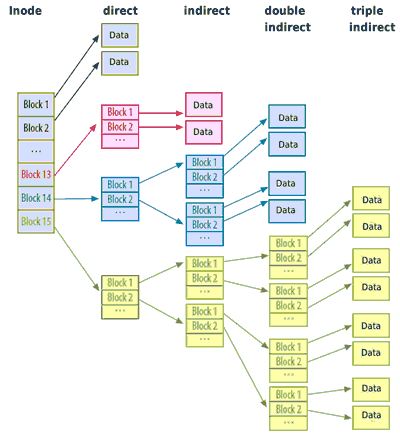 Inode
direct
indirect
double
indirect
triple
indirect
Data
Data
Block 1
Block 2
...
Block 13
Block 14
Block 15
Block 1
Block 2
...
Data
Data
Block 1
Block 2
...
Block 1
Block 2
...
Data
Data
Block 1
Block 2
...
Data
Data
Block 1
Block 2
...
Block 1
Block 2
...
Block 1
Block 2
...
Block 1
Block 2
...
Data
Data
Block 1
Block 2
...
Data
Data
Block 1
Block 2
...
Data
Data
Block 1
Block 2
...
Data
Data